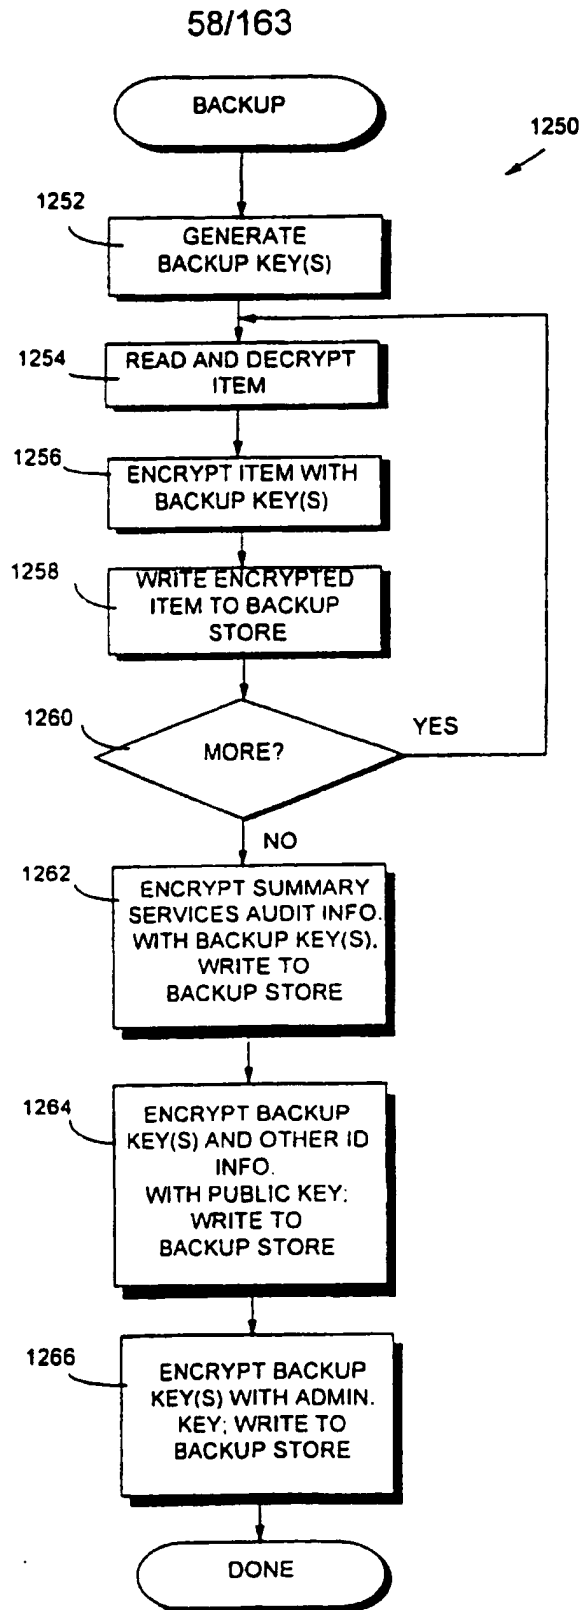 58/163
BACKUP
1250
1252
GENERATE
BACKUP KEY(S)
1254
READ AND DECRYPT
ITEM
1256
ENCRYPT ITEM WITH
BACKUP KEY(S)
1258
WRITE ENCRYPTED
ITEM TO BACKUP
STORE
1260
MORE?
YES
NO
1262
ENCRYPT SUMMARY
SERVICES AUDIT INFO.
WITH BACKUP KEY(S).
WRITE TO
BACKUP STORE
1264
ENCRYPT BACKUP
KEY(S) AND OTHER ID
INFO.
WITH PUBLIC KEY;
WRITE TO
BACKUP STORE
1266
ENCRYPT BACKUP
KEY(S) WITH ADMIN.
KEY; WRITE TO
BACKUP STORE
DONE